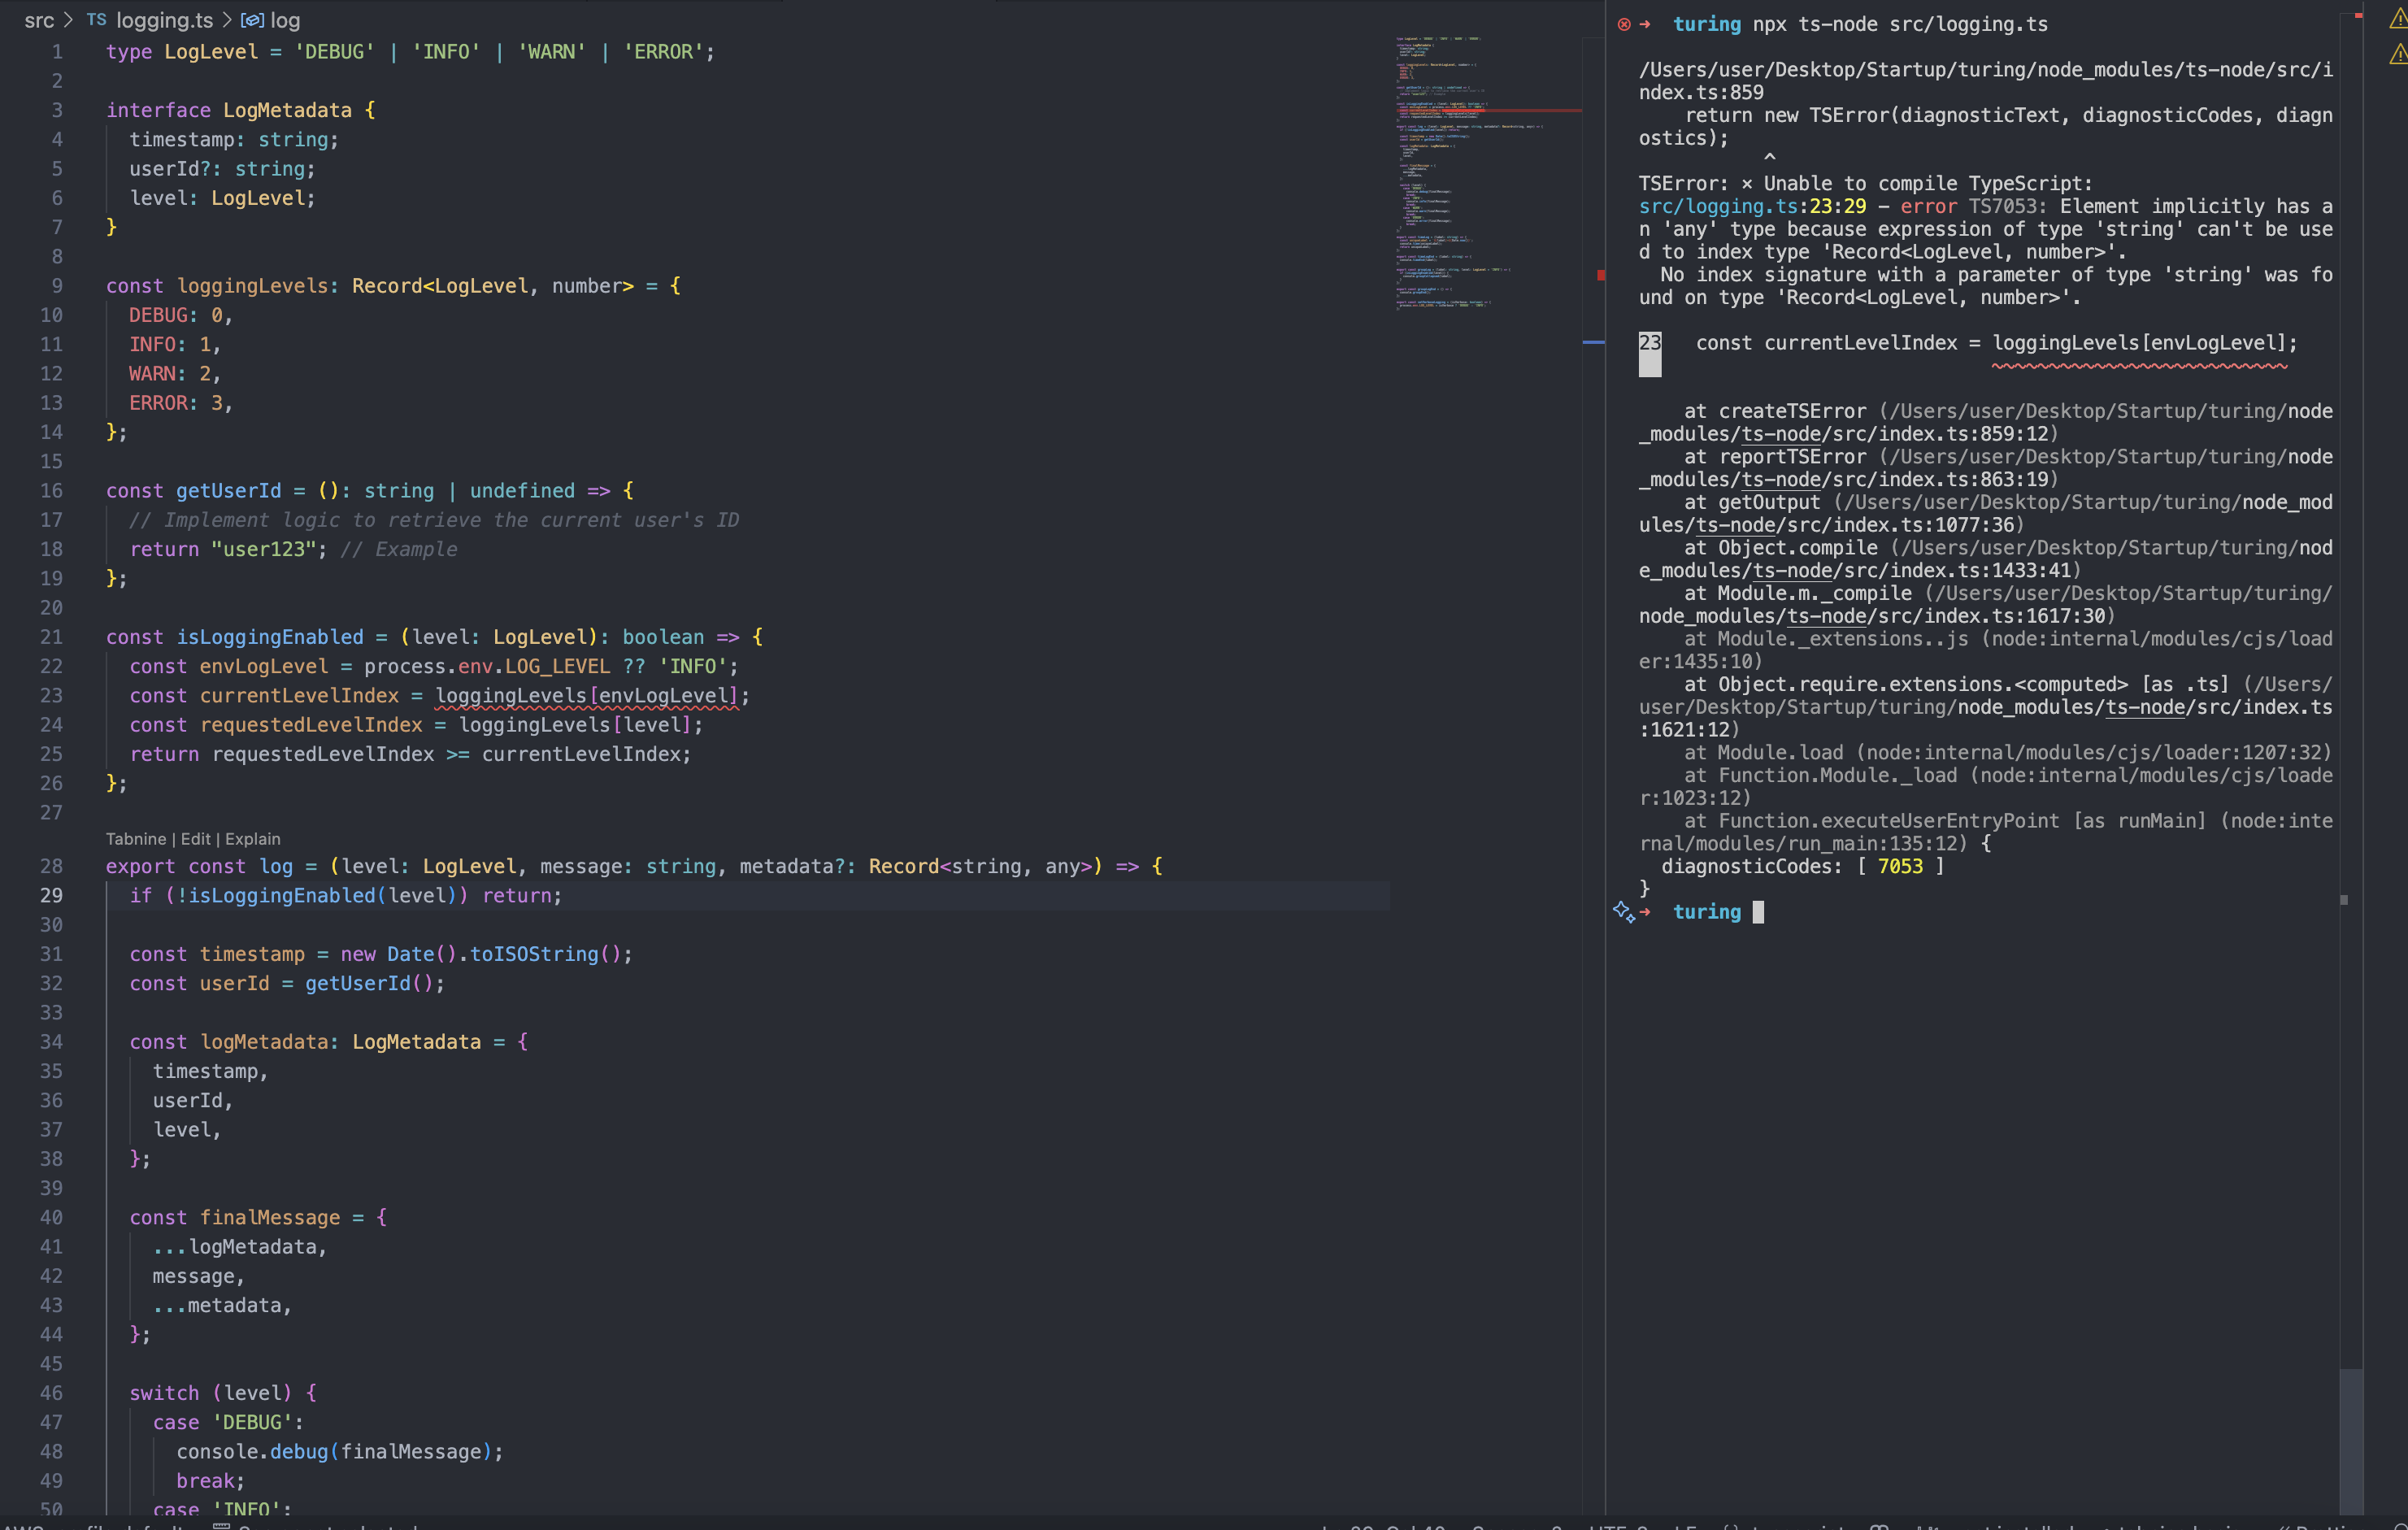 src > TS logging.ts > log
1 type LogLevel = 'DEBUG' | 'INFO' | 'WARN' | 'ERROR';
2
3 interface LogMetadata {
4 timestamp: string;
5 userId?: string;
6 level: LogLevel;
7 }
8
9 const loggingLevels: Record<LogLevel, number> = {
10 DEBUG: 0,
11 INFO: 1,
12 WARN: 2,
13 ERROR: 3,
14 };
15
16 const getUserId = (): string | undefined => {
17 // Implement logic to retrieve the current user's ID
18 return "user123"; // Example
19 };
20
21 const isLoggingEnabled = (level: LogLevel): boolean => {
22 const envLogLevel = process.env.LOG_LEVEL ?? 'INFO';
23 const currentLevelIndex = loggingLevels[envLogLevel];
24 const requestedLevelIndex = loggingLevels[level];
25 return requestedLevelIndex >= currentLevelIndex;
26 };
27
Tabnine | Edit | Explain
28 export const log = (level: LogLevel, message: string, metadata?: Record<string, any>) => {
29 if (!isLoggingEnabled(level)) return;
30
31 const timestamp = new Date().toISOString();
32 const userId = getUserId();
33
34 const logMetadata: LogMetadata = {
35 timestamp,
36 userId,
37 level,
38 };
39
40 const finalMessage = {
41 ...logMetadata,
42 message,
43 ...metadata,
44 };
45
46 switch (level) {
47 case 'DEBUG':
48 console.debug(finalMessage);
49 break;
50 case 'INFO':
→ turing npx ts-node src/logging.ts
/Users/user/Desktop/Startup/turing/node_modules/ts-node/src/i
ndex.ts:859
return new TSError(diagnosticText, diagnosticCodes, diagn
ostics);
^
TSError: ⨯ Unable to compile TypeScript:
src/logging.ts:23:29 - error TS7053: Element implicitly has a
n 'any' type because expression of type 'string' can't be use
d to index type 'Record<LogLevel, number>'.
No index signature with a parameter of type 'string' was fo
und on type 'Record<LogLevel, number>'.
23 const currentLevelIndex = loggingLevels[envLogLevel];
at createTSError (/Users/user/Desktop/Startup/turing/node
_modules/ts-node/src/index.ts:859:12)
at reportTSError (/Users/user/Desktop/Startup/turing/node
_modules/ts-node/src/index.ts:863:19)
at getOutput (/Users/user/Desktop/Startup/turing/node_mod
ules/ts-node/src/index.ts:1077:36)
at Object.compile (/Users/user/Desktop/Startup/turing/nod
e_modules/ts-node/src/index.ts:1433:41)
at Module.m._compile (/Users/user/Desktop/Startup/turing/
node_modules/ts-node/src/index.ts:1617:30)
at Module._extensions..js (node:internal/modules/cjs/load
er:1435:10)
at Object.require.extensions.<computed> [as .ts] (/Users/
user/Desktop/Startup/turing/node_modules/ts-node/src/index.ts
:1621:12)
at Module.load (node:internal/modules/cjs/loader:1207:32)
at Function.Module._load (node:internal/modules/cjs/loade
r:1023:12)
at Function.executeUserEntryPoint [as runMain] (node:inte
rnal/modules/run_main:135:12) {
diagnosticCodes: [ 7053 ]
}
→ turing